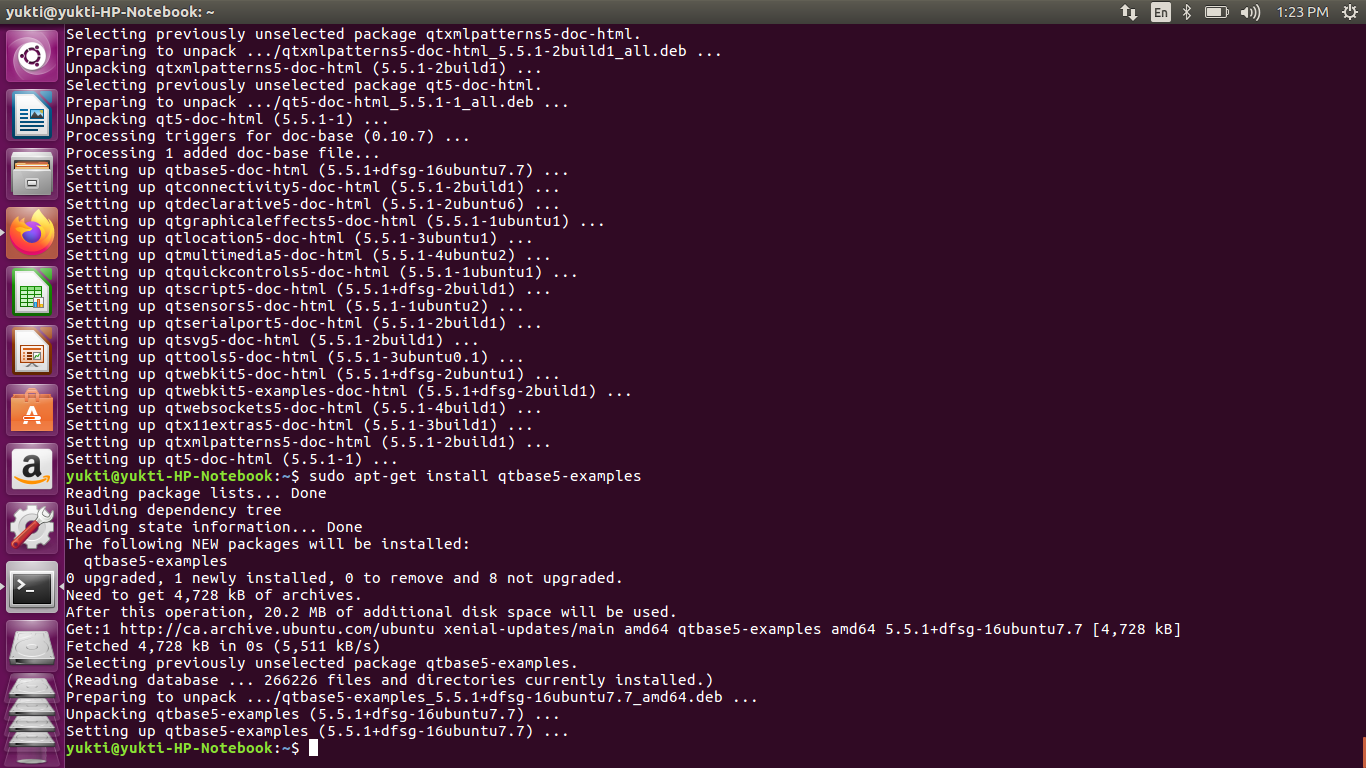 yukti@yukti-HP-Notebook: ~
En
1:23 PM
Selecting previously unselected package qtxmlpatterns5-doc-html.
Preparing to unpack .../qtxmlpatterns5-doc-html_5.5.1-2build1_all.deb ...
Unpacking qtxmlpatterns5-doc-html (5.5.1-2build1) ...
Selecting previously unselected package qt5-doc-html.
Preparing to unpack .../qt5-doc-html_5.5.1-1_all.deb ...
Unpacking qt5-doc-html (5.5.1-1) ...
Processing triggers for doc-base (0.10.7) ...
Processing 1 added doc-base file...
Setting up qtbase5-doc-html (5.5.1+dfsg-16ubuntu7.7) ...
Setting up qtconnectivity5-doc-html (5.5.1-2build1) ...
Setting up qtdeclarative5-doc-html (5.5.1-2ubuntu6) ...
Setting up qtgraphicaleffects5-doc-html (5.5.1-1ubuntu1) ...
Setting up qtlocation5-doc-html (5.5.1-3ubuntu1) ...
Setting up qtmultimedia5-doc-html (5.5.1-4ubuntu2) ...
Setting up qtquickcontrols5-doc-html (5.5.1-1ubuntu1) ...
Setting up qtscript5-doc-html (5.5.1+dfsg-2build1) ...
Setting up qtsensors5-doc-html (5.5.1-1ubuntu2) ...
Setting up qtserialport5-doc-html (5.5.1-2build1) ...
Setting up qtsvg5-doc-html (5.5.1-2build1) ...
Setting up qttools5-doc-html (5.5.1-3ubuntu0.1) ...
Setting up qtwebkit5-doc-html (5.5.1+dfsg-2ubuntu1) ...
Setting up qtwebkit5-examples-doc-html (5.5.1+dfsg-2build1) ...
Setting up qtwebsockets5-doc-html (5.5.1-4build1) ...
Setting up qtx11extras5-doc-html (5.5.1-3build1) ...
Setting up qtxmlpatterns5-doc-html (5.5.1-2build1) ...
Setting up qt5-doc-html (5.5.1-1) ...
yukti@yukti-HP-Notebook:~$ sudo apt-get install qtbase5-examples
Reading package lists... Done
Building dependency tree
Reading state information... Done
The following NEW packages will be installed:
  qtbase5-examples
0 upgraded, 1 newly installed, 0 to remove and 8 not upgraded.
Need to get 4,728 kB of archives.
After this operation, 20.2 MB of additional disk space will be used.
Get:1 http://ca.archive.ubuntu.com/ubuntu xenial-updates/main amd64 qtbase5-examples amd64 5.5.1+dfsg-16ubuntu7.7 [4,728 kB]
Fetched 4,728 kB in 0s (5,511 kB/s)
Selecting previously unselected package qtbase5-examples.
(Reading database ... 266226 files and directories currently installed.)
Preparing to unpack .../qtbase5-examples_5.5.1+dfsg-16ubuntu7.7_amd64.deb ...
Unpacking qtbase5-examples (5.5.1+dfsg-16ubuntu7.7) ...
Setting up qtbase5-examples (5.5.1+dfsg-16ubuntu7.7) ...
yukti@yukti-HP-Notebook:~$